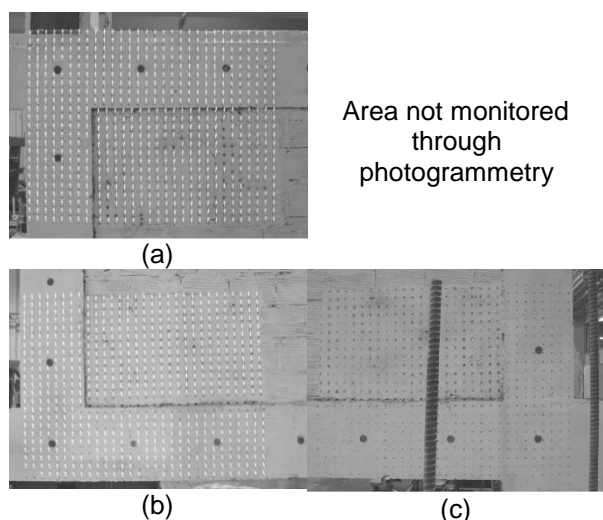 Area not monitored
through
photogrammetry
(a)
(b)
(c)